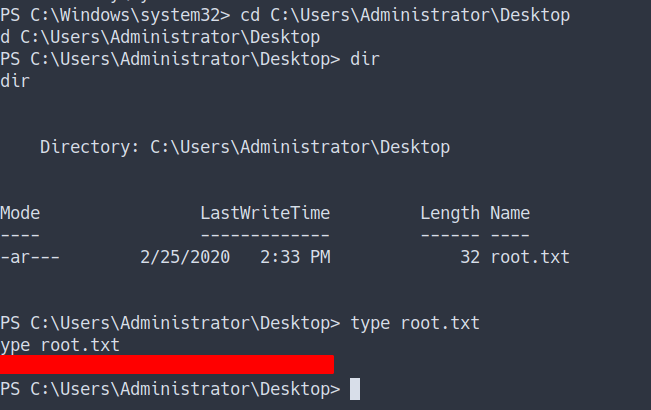 PS C:\Windows\system32> cd C:\Users\Administrator\Desktop
d C:\Users\Administrator\Desktop
PS C:\Users\Administrator\Desktop> dir
dir
Directory: C:\Users\Administrator\Desktop
Mode LastWriteTime Length Name
---- ------------- ------ ----
-ar--- 2/25/2020 2:33 PM 32 root.txt
PS C:\Users\Administrator\Desktop> type root.txt
ype root.txt
PS C:\Users\Administrator\Desktop>